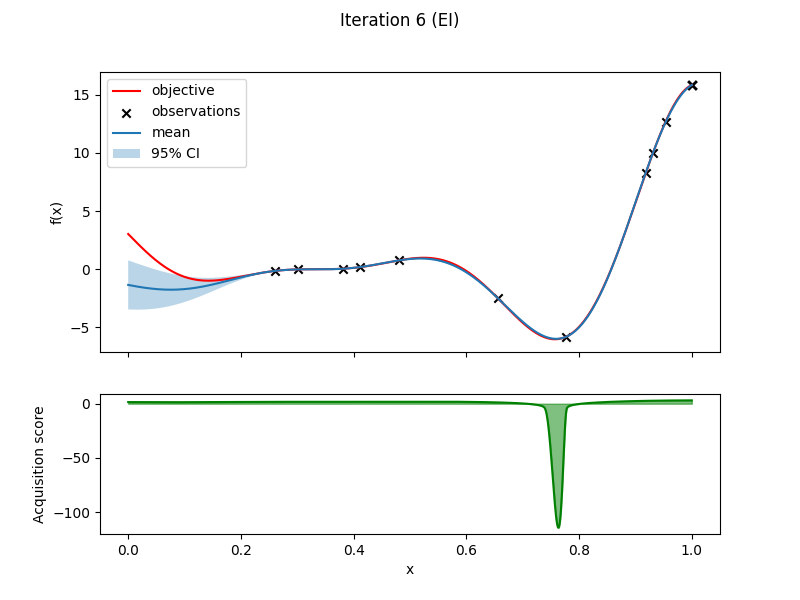 Iteration 6 (EI)
objective
observations
mean
95% CI
15
10
5
0
−5
f(x)
0
−50
−100
Acquisition score
0.0 0.2 0.4 0.6 0.8 1.0
x